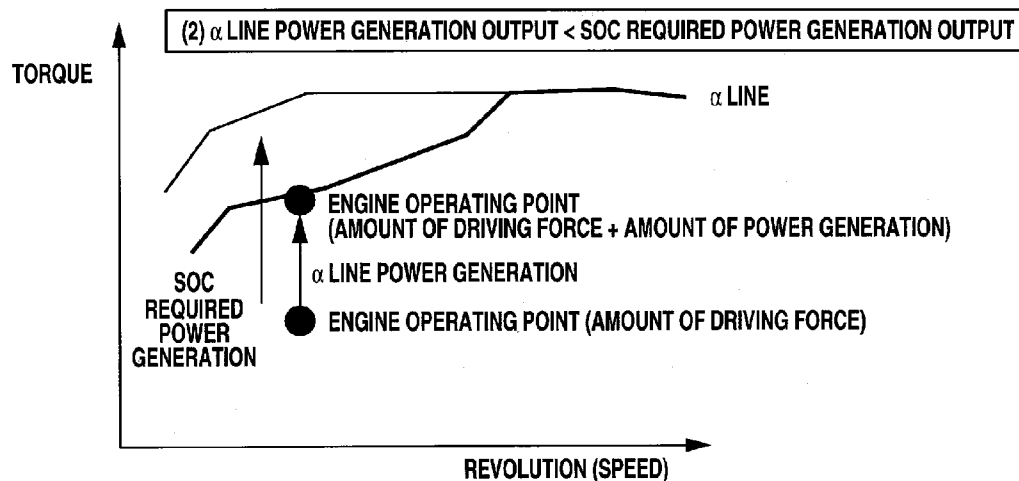 (2) α LINE POWER GENERATION OUTPUT < SOC REQUIRED POWER GENERATION OUTPUT
TORQUE
α LINE
ENGINE OPERATING POINT
(AMOUNT OF DRIVING FORCE + AMOUNT OF POWER GENERATION)
α LINE POWER GENERATION
SOC
REQUIRED
POWER
GENERATION
ENGINE OPERATING POINT (AMOUNT OF DRIVING FORCE)
REVOLUTION (SPEED)